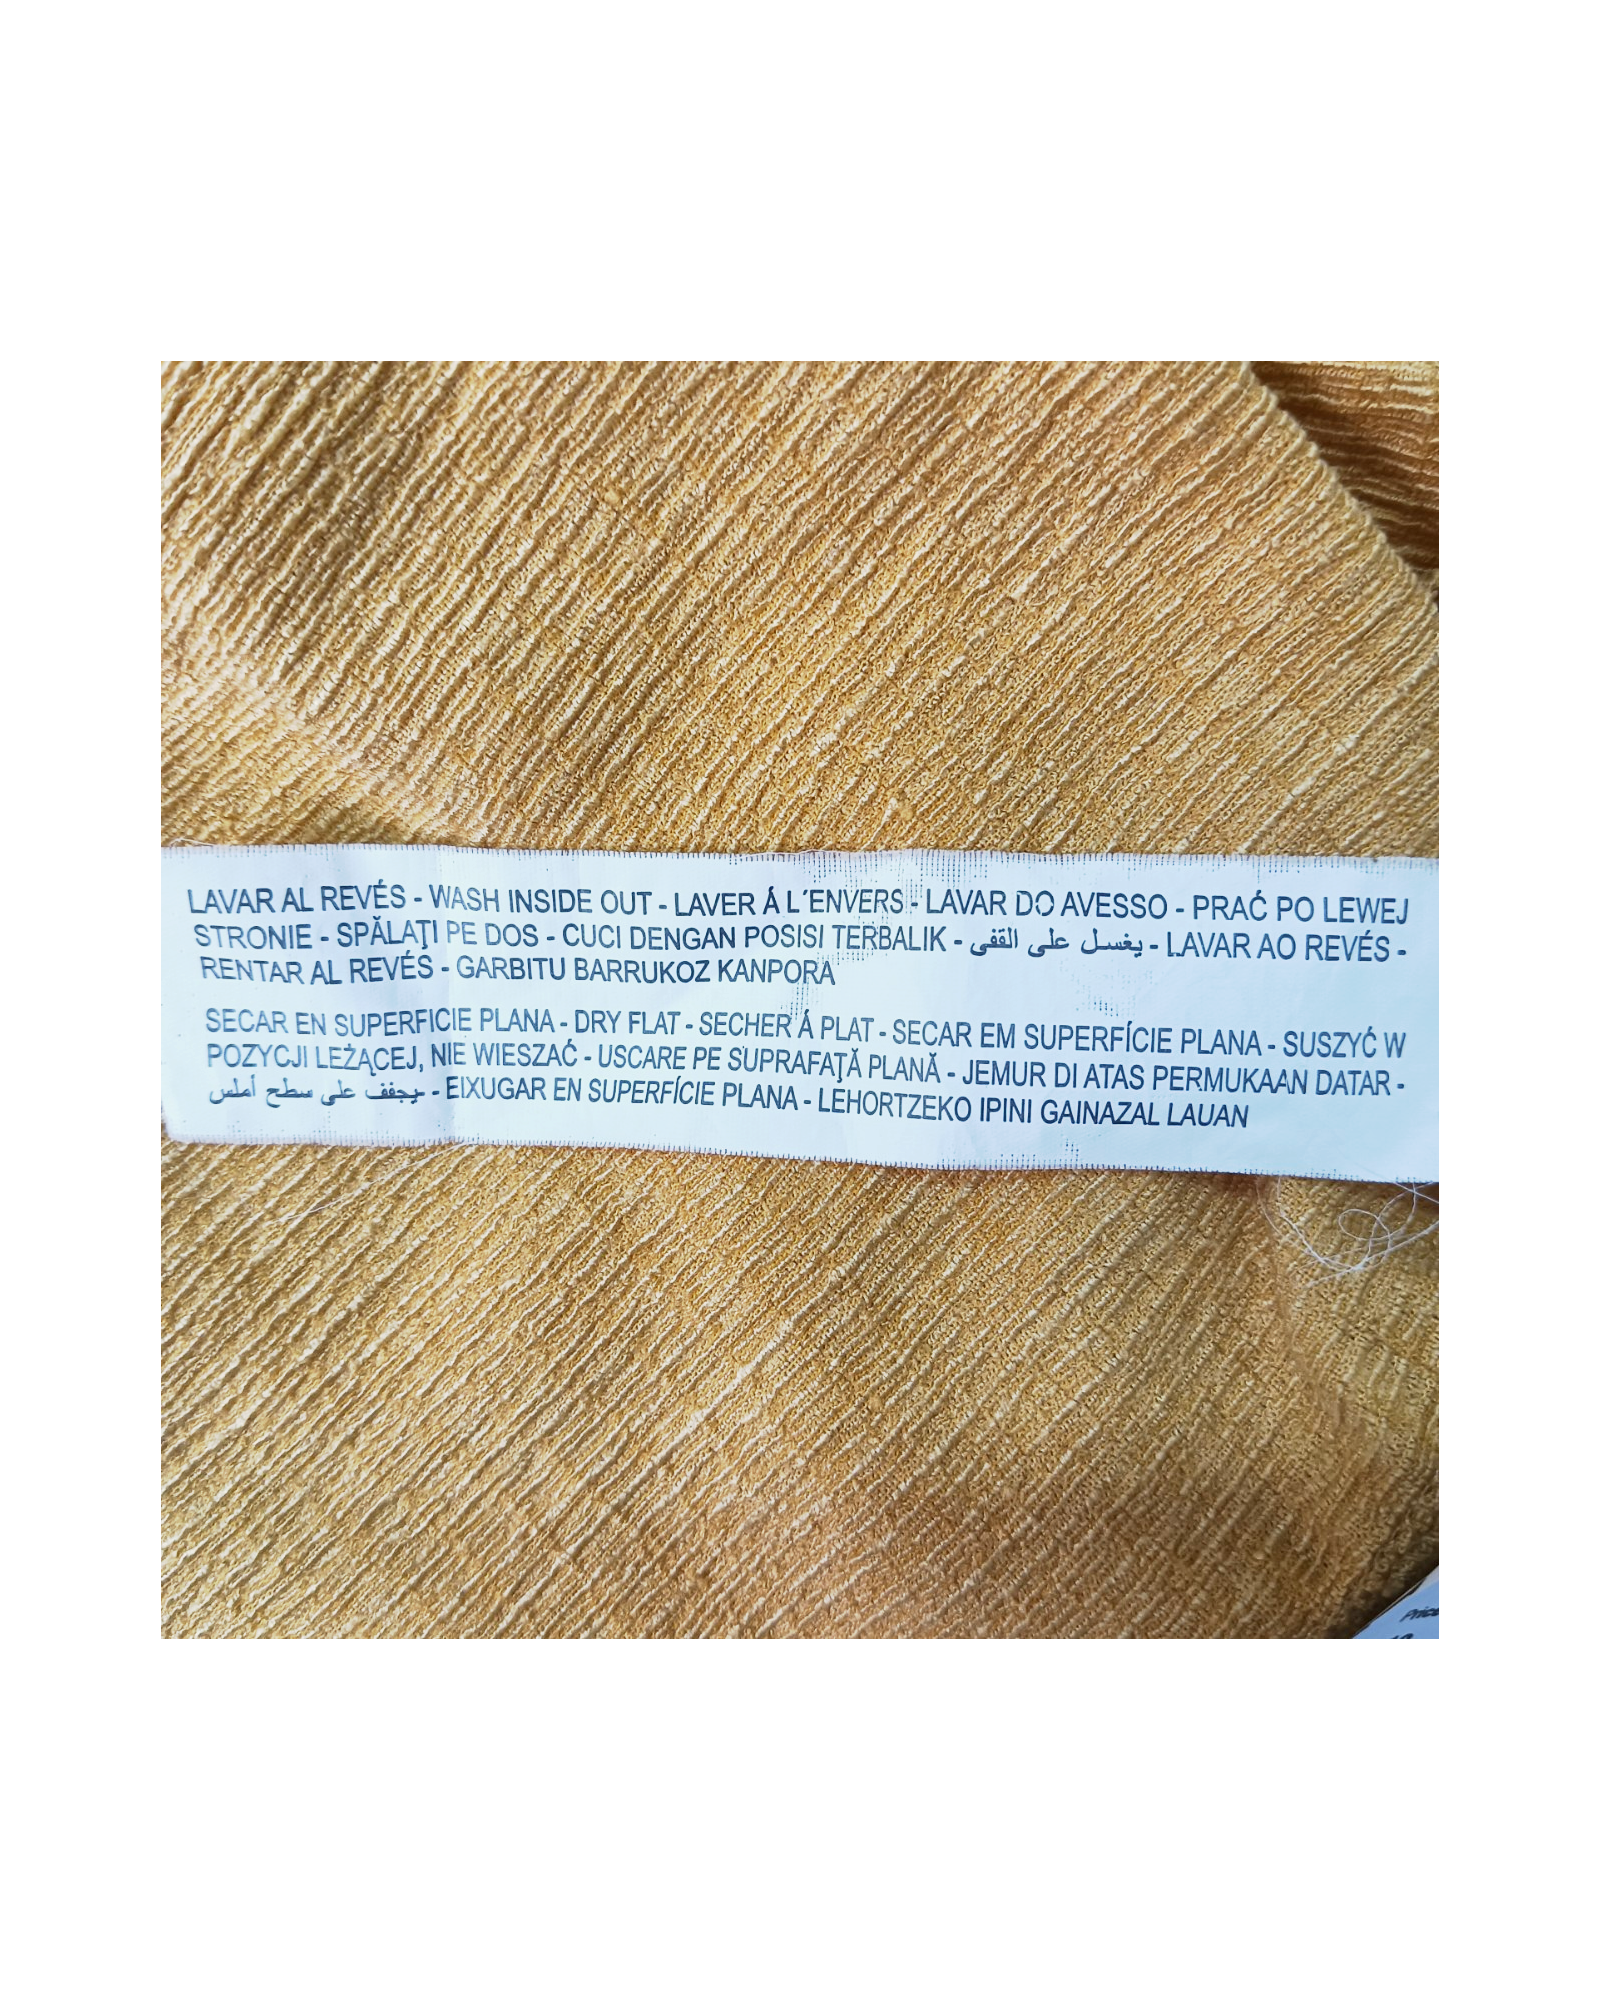 LAVAR AL REVÉS - WASH INSIDE OUT - LAVER Á L´ENVERS - LAVAR DO AVESSO - PRAĆ PO LEWEJ
STRONIE - SPĂLAŢI PE DOS - CUCI DENGAN POSISI TERBALIK - يغسل على القفى - LAVAR AO REVÉS -
RENTAR AL REVÉS - GARBITU BARRUKOZ KANPORA
SECAR EN SUPERFICIE PLANA - DRY FLAT - SECHER Á PLAT - SECAR EM SUPERFÍCIE PLANA - SUSZYĆ W
POZYCJI LEŻĄCEJ, NIE WIESZAĆ - USCARE PE SUPRAFAŢĂ PLANĂ - JEMUR DI ATAS PERMUKAAN DATAR -
يجفف على سطح أملس - EIXUGAR EN SUPERFÍCIE PLANA - LEHORTZEKO IPINI GAINAZAL LAUAN